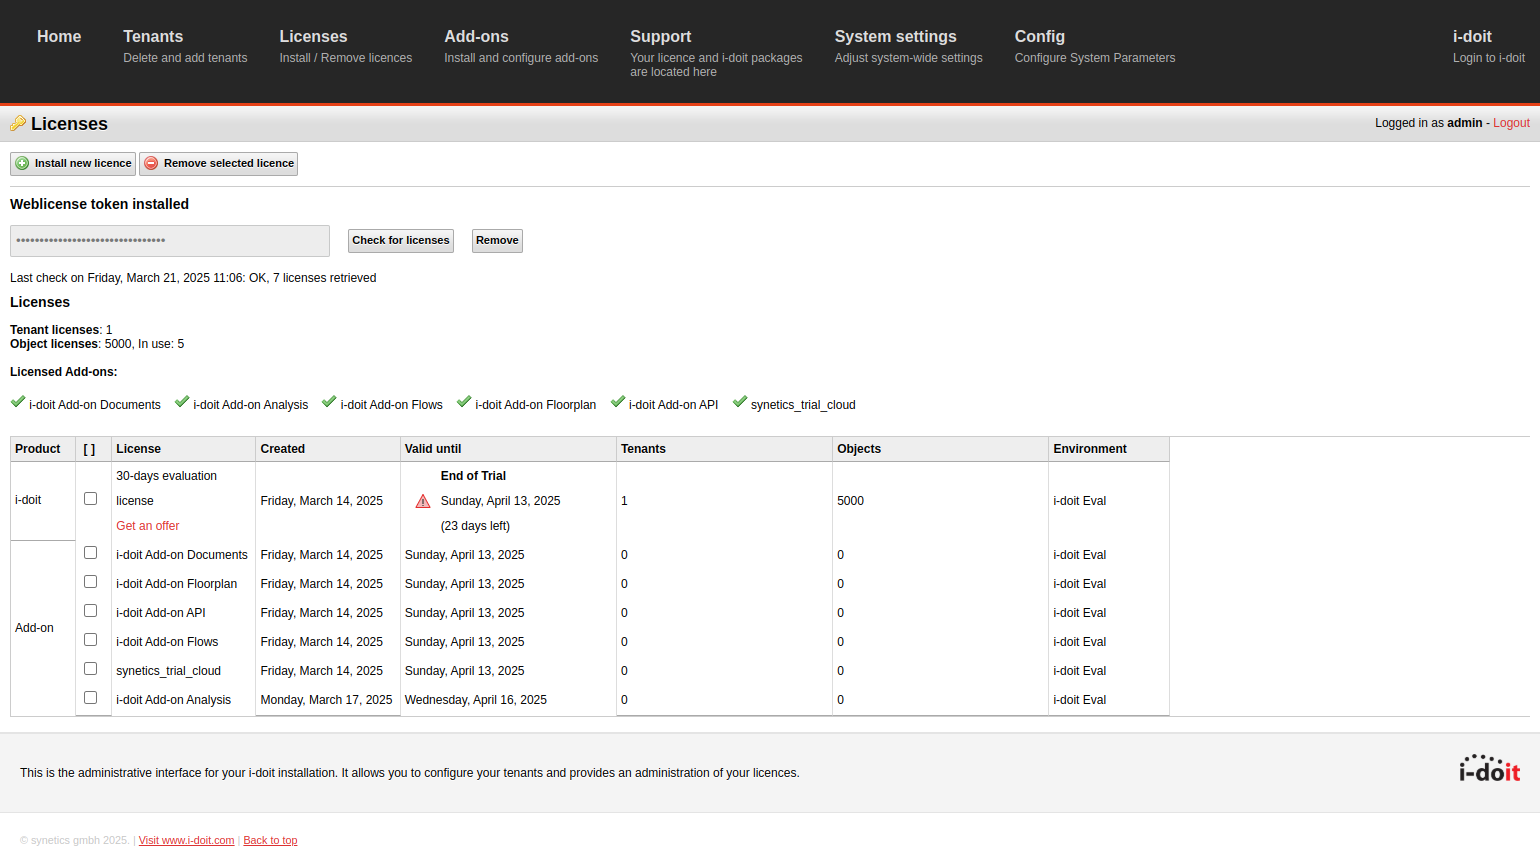 Home
Tenants
Delete and add tenants
Licenses
Install / Remove licences
Add-ons
Install and configure add-ons
Support
Your licence and i-doit packages
are located here
System settings
Adjust system-wide settings
Config
Configure System Parameters
i-doit
Login to i-doit
Licenses
Logged in as admin - Logout
Install new licence Remove selected licence
Weblicense token installed
••••••••••••••••••••••••••••••••
Check for licenses Remove
Last check on Friday, March 21, 2025 11:06: OK, 7 licenses retrieved
Licenses
Tenant licenses: 1
Object licenses: 5000, In use: 5
Licensed Add-ons:
i-doit Add-on Documents i-doit Add-on Analysis i-doit Add-on Flows i-doit Add-on Floorplan i-doit Add-on API synetics_trial_cloud
Product [ ] License Created Valid until Tenants Objects Environment
i-doit
30-days evaluation
license
Get an offer
Friday, March 14, 2025
End of Trial
Sunday, April 13, 2025
(23 days left)
1
5000
i-doit Eval
Add-on
i-doit Add-on Documents Friday, March 14, 2025 Sunday, April 13, 2025 0 0 i-doit Eval
i-doit Add-on Floorplan Friday, March 14, 2025 Sunday, April 13, 2025 0 0 i-doit Eval
i-doit Add-on API Friday, March 14, 2025 Sunday, April 13, 2025 0 0 i-doit Eval
i-doit Add-on Flows Friday, March 14, 2025 Sunday, April 13, 2025 0 0 i-doit Eval
synetics_trial_cloud Friday, March 14, 2025 Sunday, April 13, 2025 0 0 i-doit Eval
i-doit Add-on Analysis Monday, March 17, 2025 Wednesday, April 16, 2025 0 0 i-doit Eval
This is the administrative interface for your i-doit installation. It allows you to configure your tenants and provides an administration of your licences.
i-doit
© synetics gmbh 2025. | Visit www.i-doit.com | Back to top